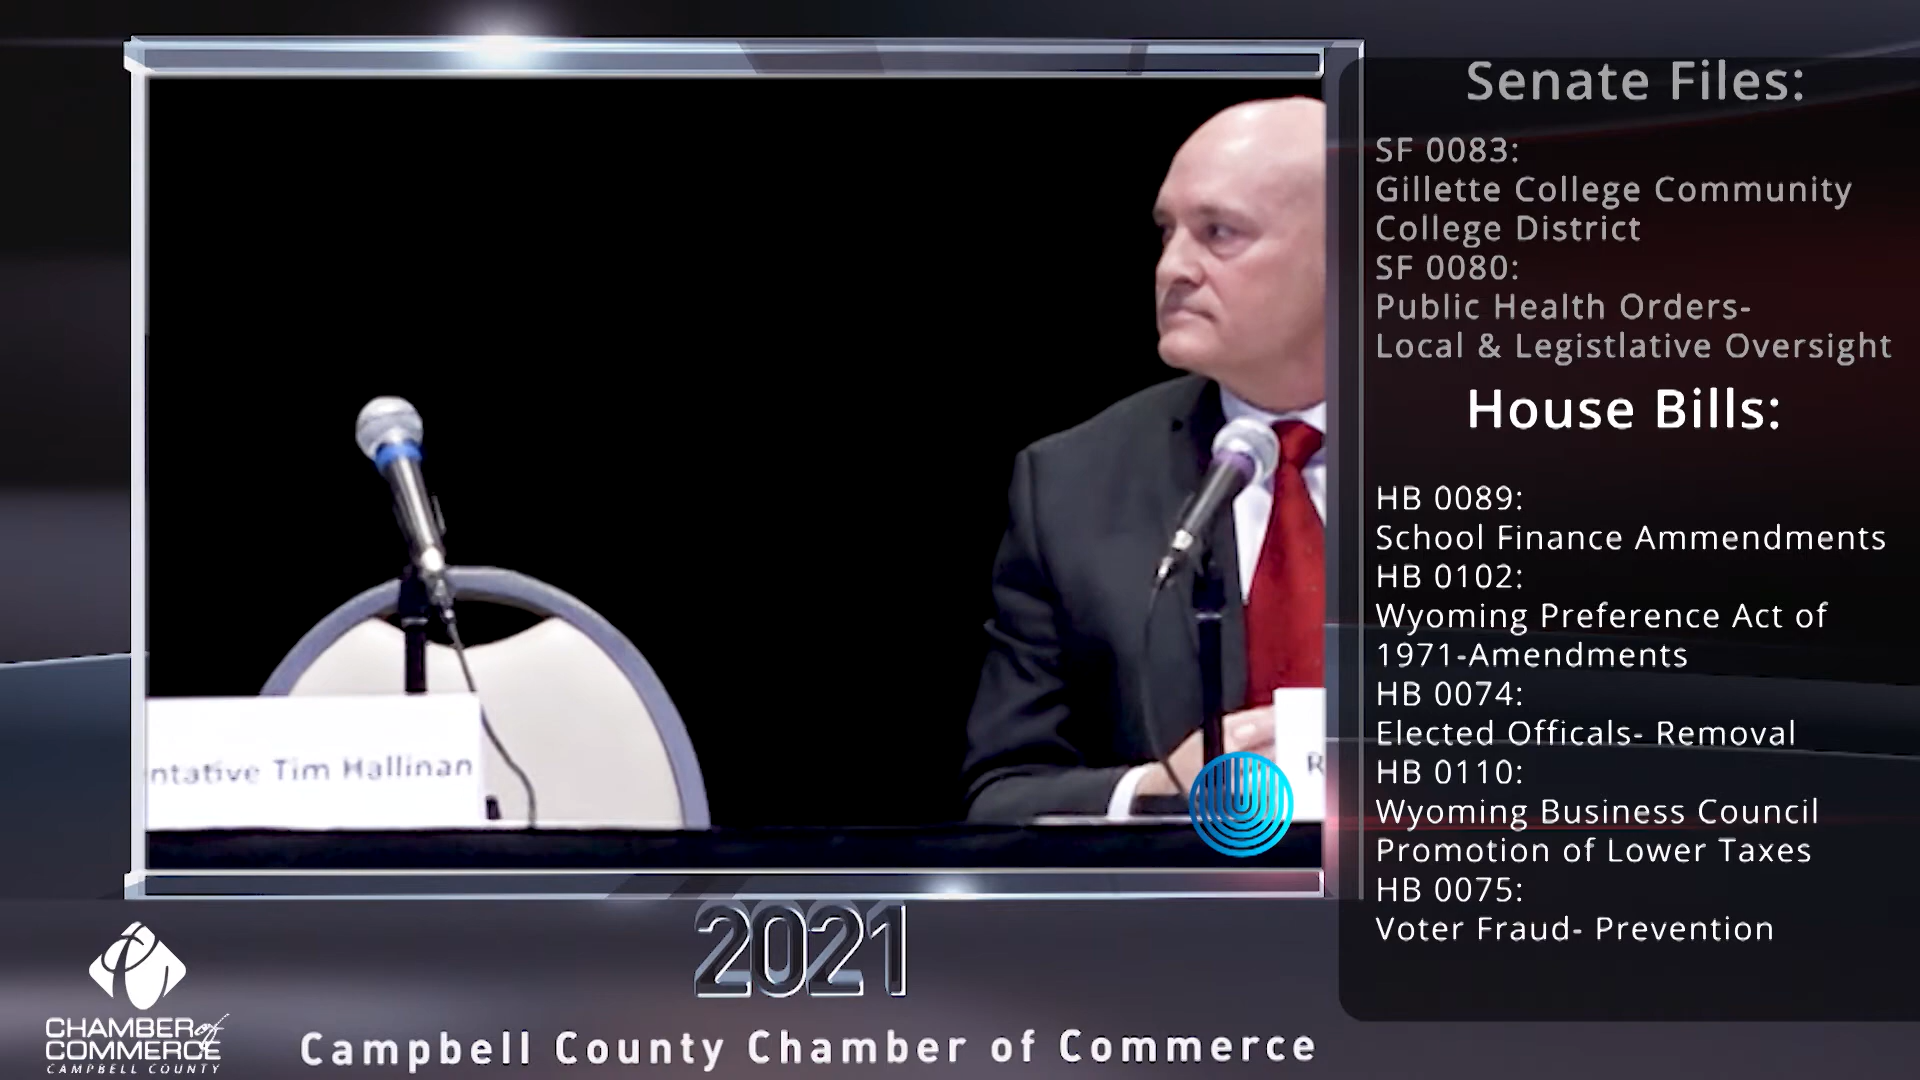 Senate Files:
SF 0083:
Gillette College Community
College District
SF 0080:
Public Health Orders-
Local & Legistlative Oversight
House Bills:
HB 0089:
School Finance Ammendments
HB 0102:
Wyoming Preference Act of
1971-Amendments
HB 0074:
Elected Officals- Removal
HB 0110:
Wyoming Business Council
Promotion of Lower Taxes
HB 0075:
Voter Fraud- Prevention
ntative Tim Hallinan
R
2021
Campbell County Chamber of Commerce
CHAMBER of
COMMERCE
CAMPBELL COUNTY